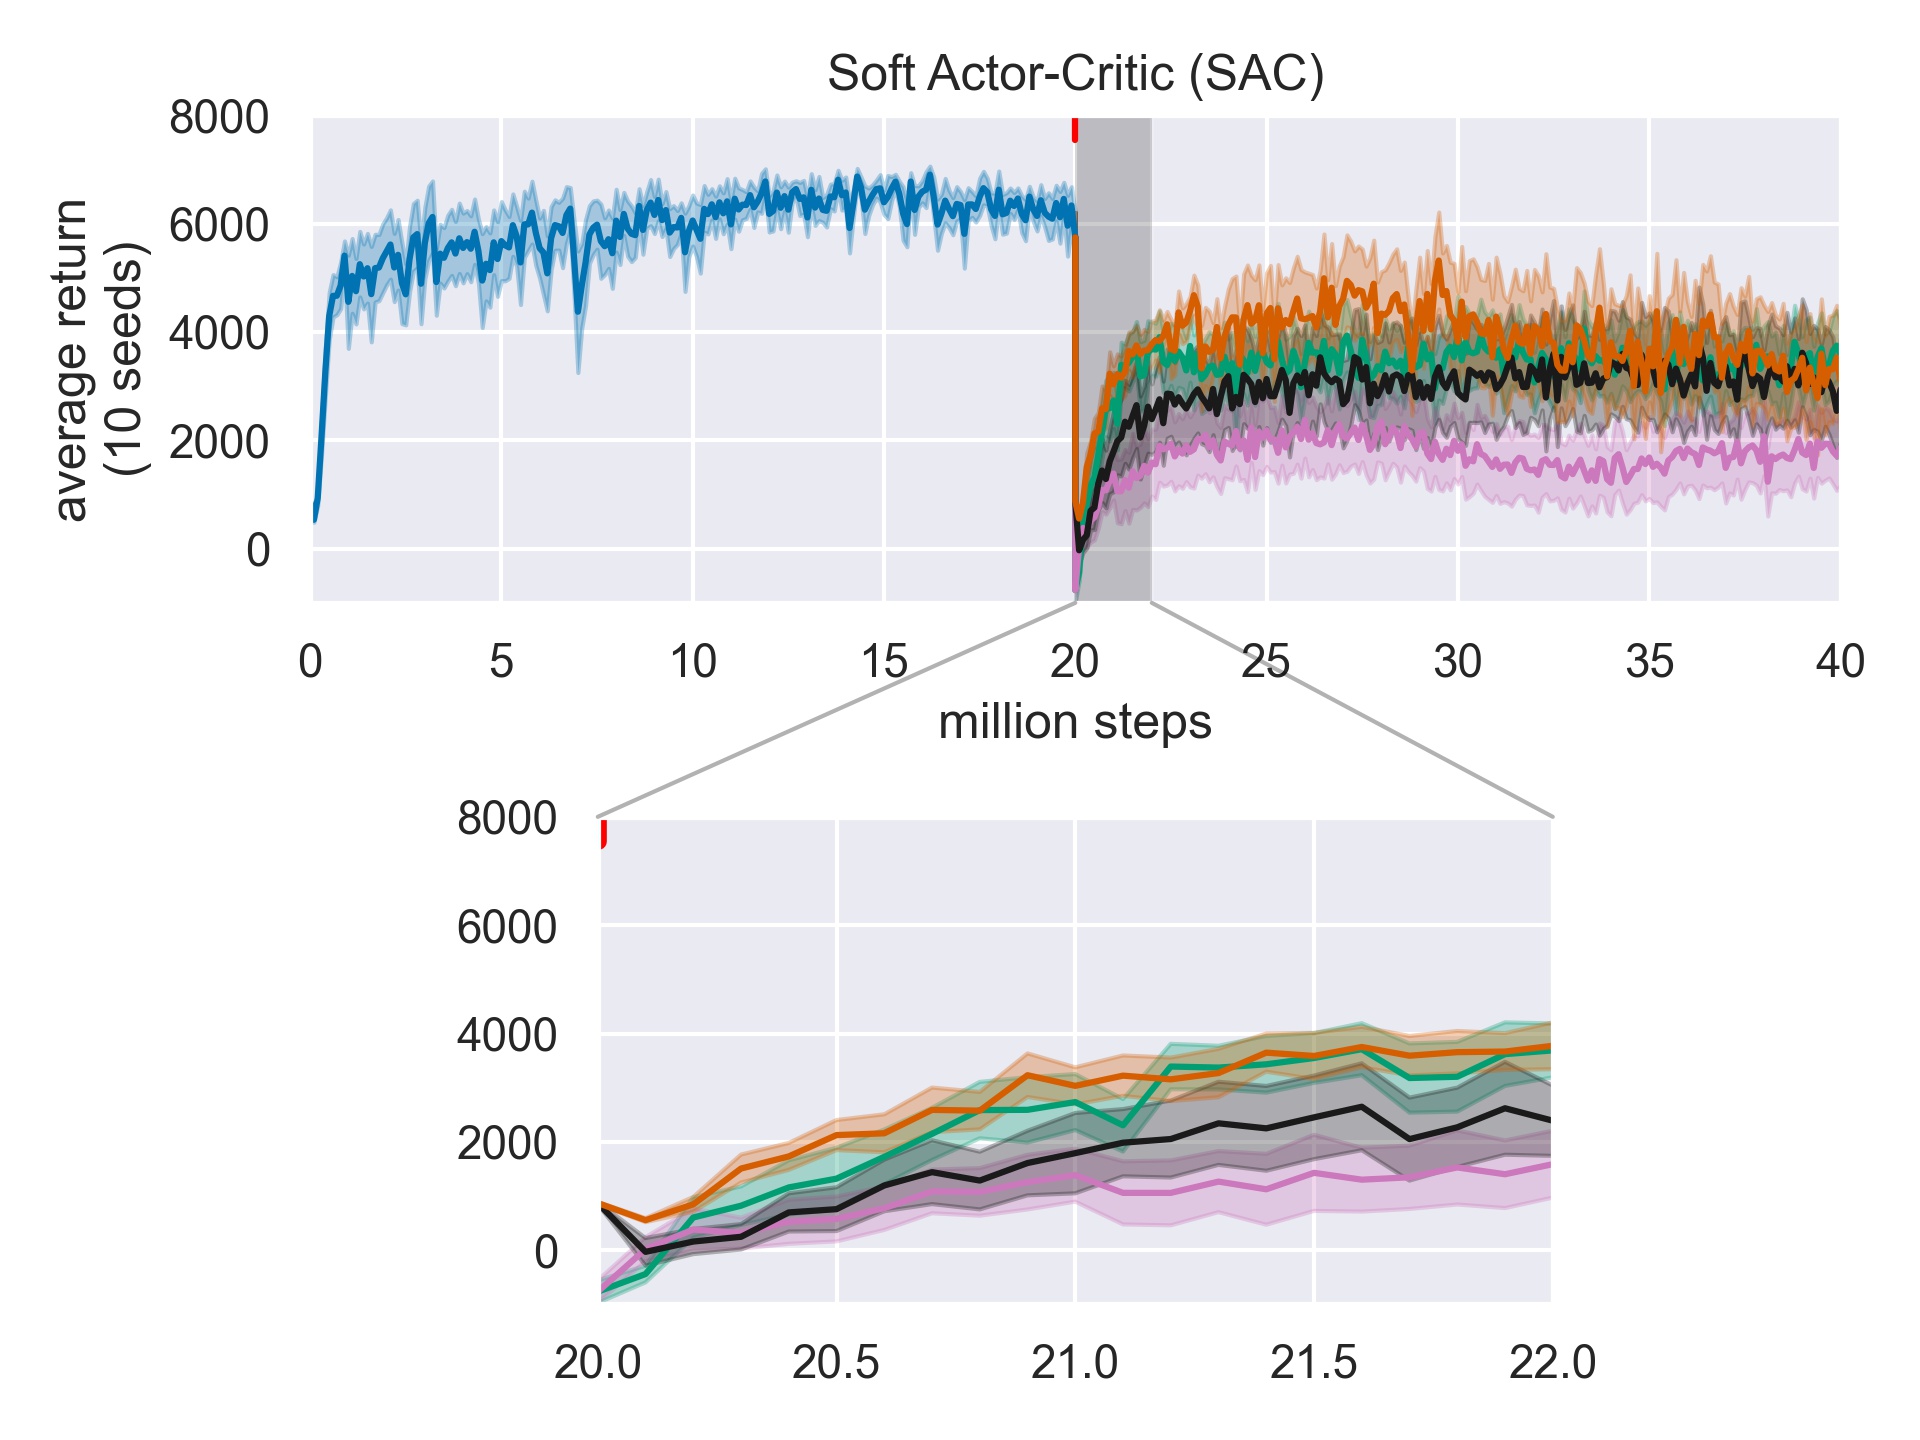 Soft Actor-Critic (SAC)
average return
(10 seeds)
8000
6000
4000
2000
0
0 5 10 15 20 25 30 35 40
million steps
8000
6000
4000
2000
0
20.0 20.5 21.0 21.5 22.0